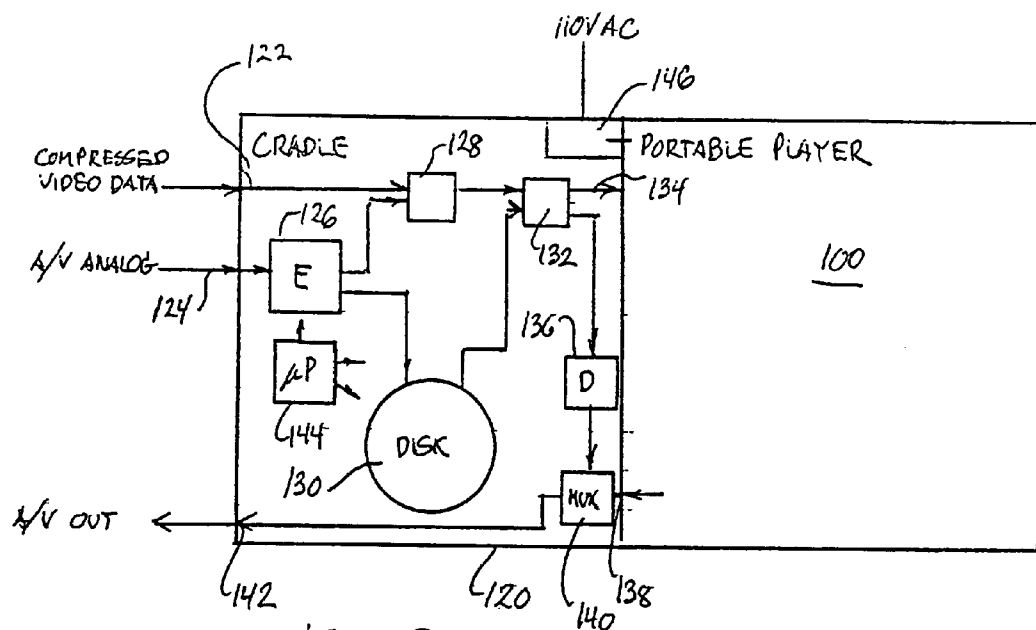 110VAC
122
146
CRADLE
PORTABLE PLAYER
COMPRESSED
VIDEO DATA
128
134
126
132
A/V ANALOG
E
100
124
136
μP
D
144
DISK
130
MUX
A/V OUT
142
120
138
140